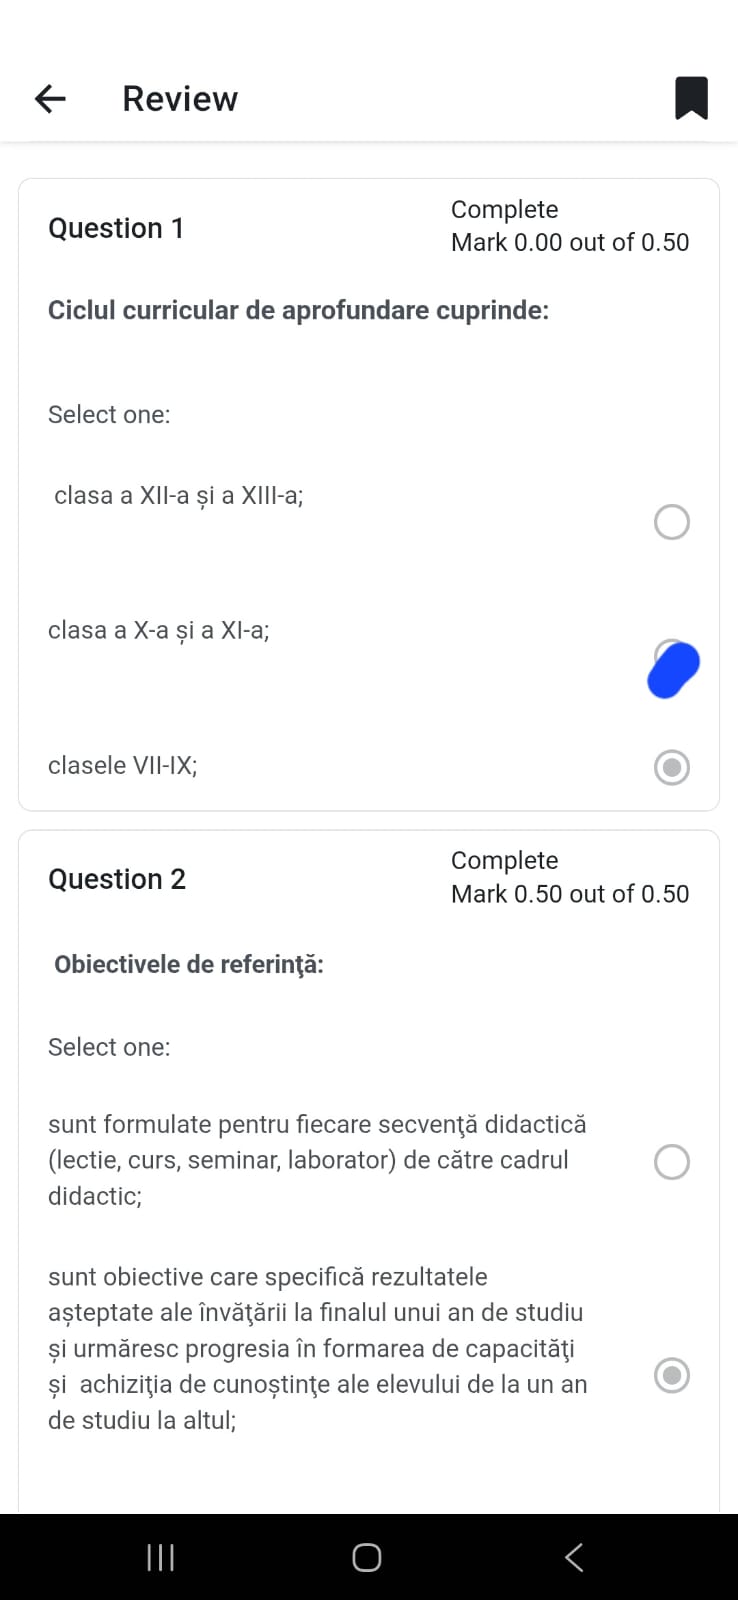 Review
Question 1
Complete
Mark 0.00 out of 0.50
Ciclul curricular de aprofundare cuprinde:
Select one:
clasa a XII-a și a XIII-a;
clasa a X-a și a XI-a;
clasele VII-IX;
Question 2
Complete
Mark 0.50 out of 0.50
Obiectivele de referinţă:
Select one:
sunt formulate pentru fiecare secvenţă didactică
(lectie, curs, seminar, laborator) de către cadrul
didactic;
sunt obiective care specifică rezultatele
așteptate ale învăţării la finalul unui an de studiu
și urmăresc progresia în formarea de capacităţi
și  achiziţia de cunoștinţe ale elevului de la un an
de studiu la altul;